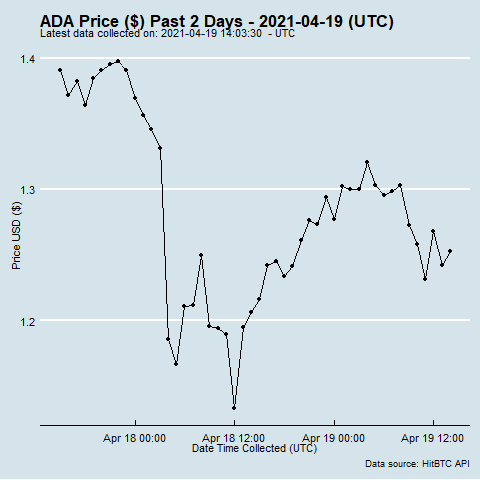 ADA Price ($) Past 2 Days - 2021-04-19 (UTC)
Latest data collected on: 2021-04-19 14:03:30 - UTC
1.4
1.3
1.2
Price USD ($)
Apr 18 00:00 Apr 18 12:00 Apr 19 00:00 Apr 19 12:00
Date Time Collected (UTC)
Data source: HitBTC API